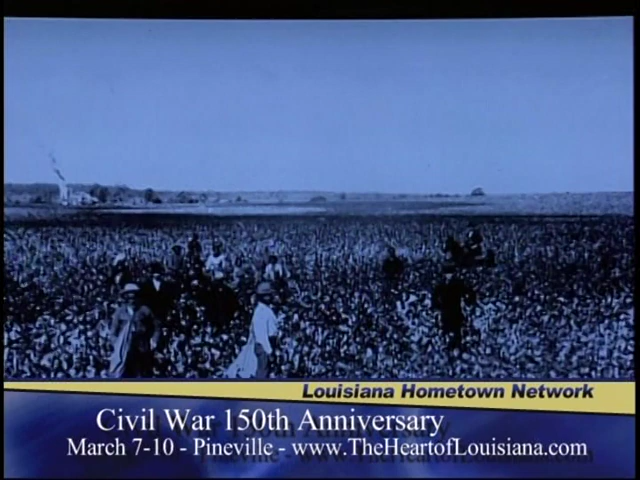 Louisiana Hometown Network
Civil War 150th Anniversary
March 7-10 - Pineville - www.TheHeartofLouisiana.com